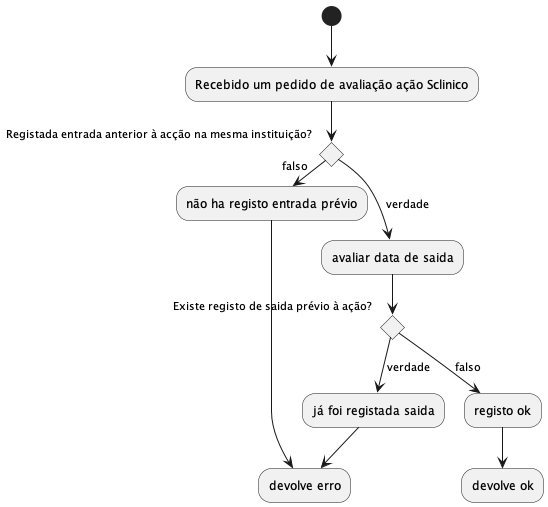 Recebido um pedido de avaliação ação Sclinico
Registada entrada anterior à acção na mesma instituição?
falso
não ha registo entrada prévio
verdade
avaliar data de saida
Existe registo de saida prévio à ação?
verdade
falso
já foi registada saida
registo ok
devolve erro
devolve ok